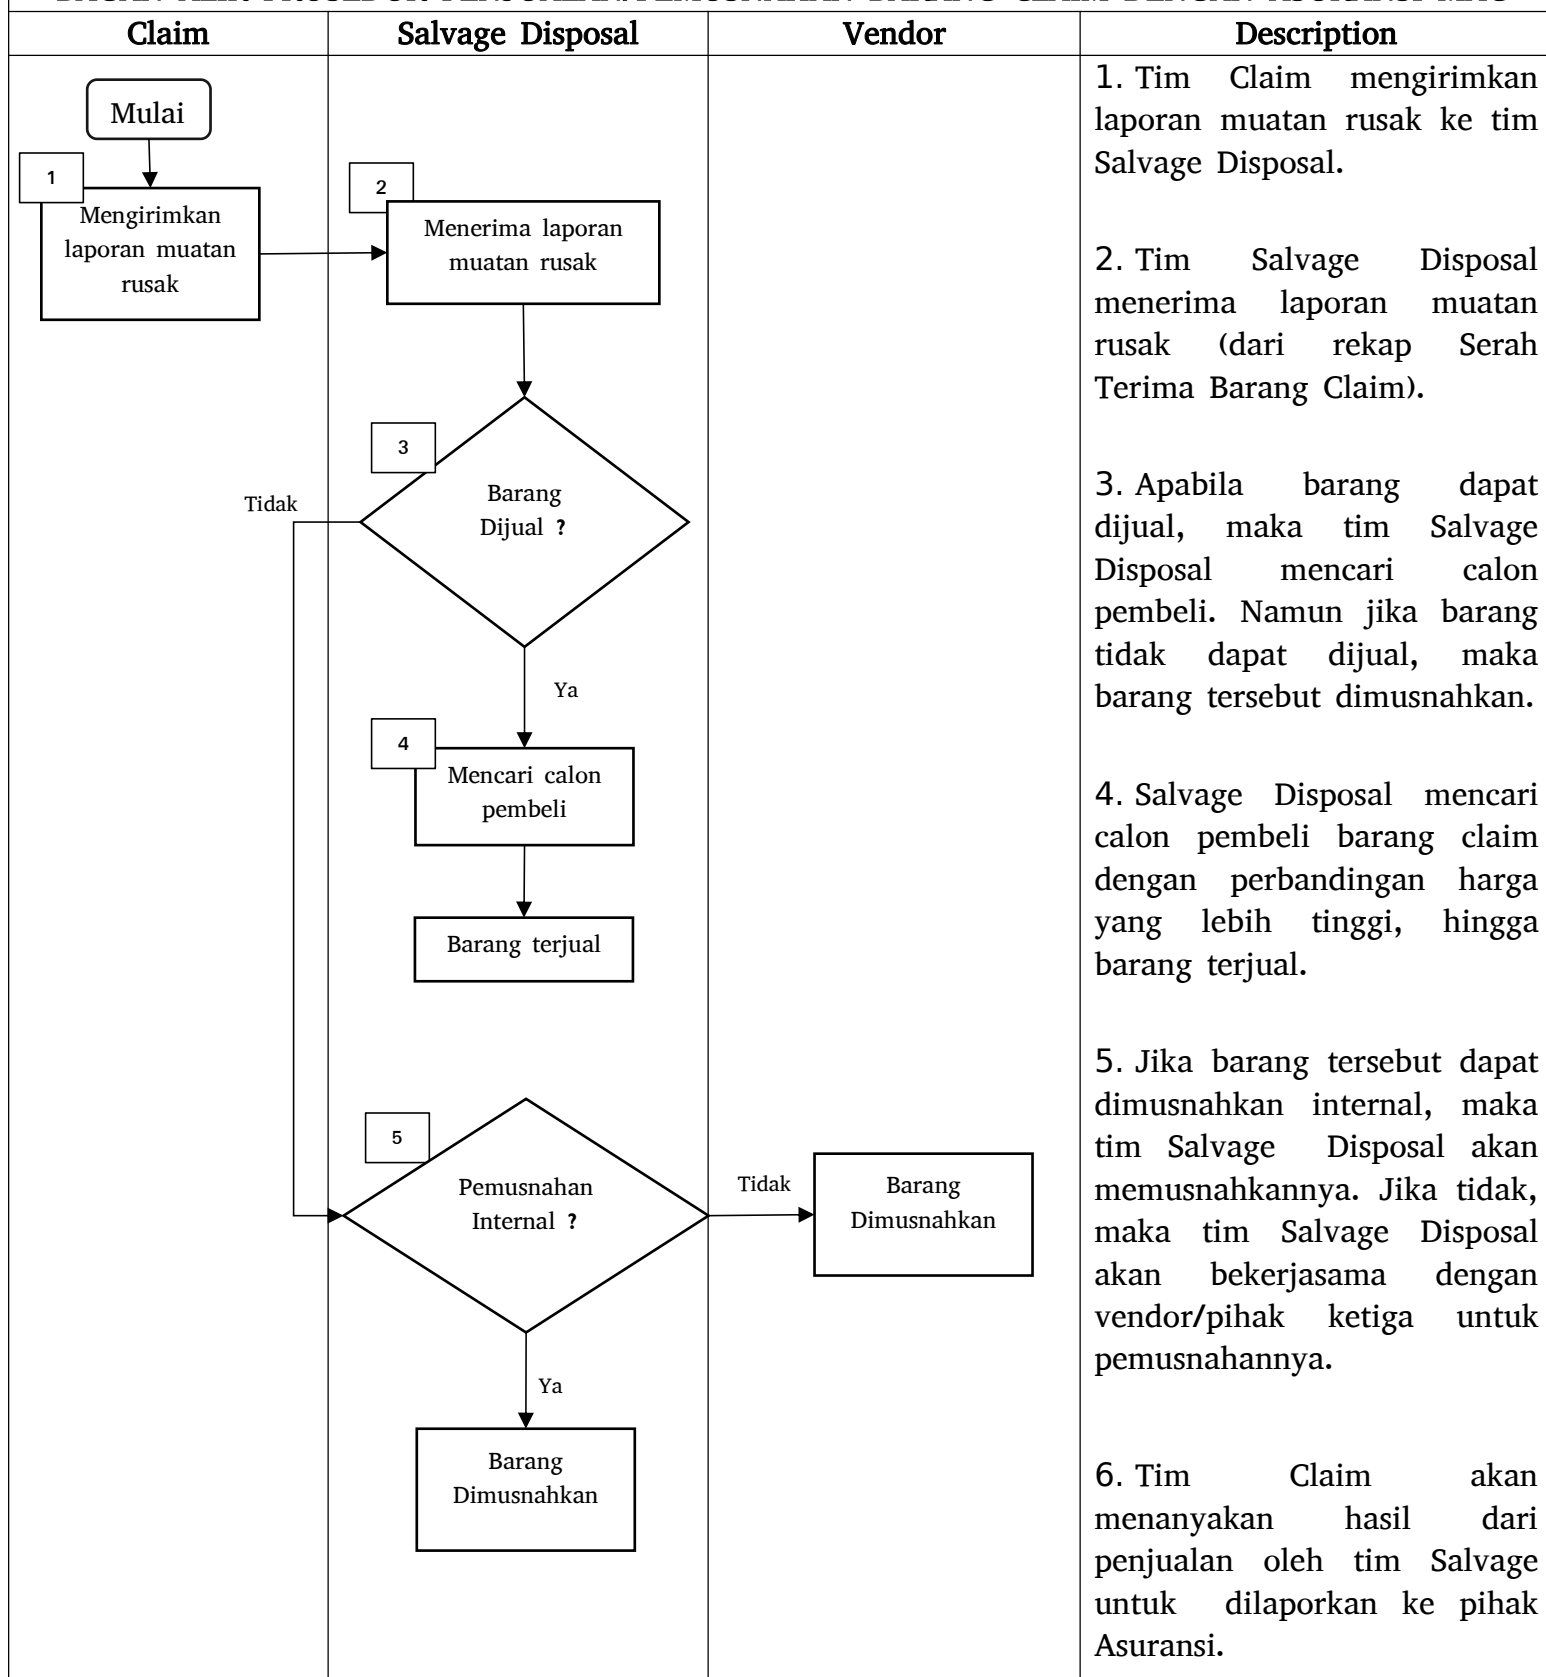 Claim
Salvage Disposal
Vendor
Description
Mulai
1
Mengirimkan
laporan muatan
rusak
2
Menerima laporan
muatan rusak
3
Barang
Dijual ?
Tidak
Ya
4
Mencari calon
pembeli
Barang terjual
5
Pemusnahan
Internal ?
Tidak
Barang
Dimusnahkan
Ya
Barang
Dimusnahkan
1. Tim Claim mengirimkan
laporan muatan rusak ke tim
Salvage Disposal.
2. Tim Salvage Disposal
menerima laporan muatan
rusak (dari rekap Serah
Terima Barang Claim).
3. Apabila barang dapat
dijual, maka tim Salvage
Disposal mencari calon
pembeli. Namun jika barang
tidak dapat dijual, maka
barang tersebut dimusnahkan.
4. Salvage Disposal mencari
calon pembeli barang claim
dengan perbandingan harga
yang lebih tinggi, hingga
barang terjual.
5. Jika barang tersebut dapat
dimusnahkan internal, maka
tim Salvage Disposal akan
memusnahkannya. Jika tidak,
maka tim Salvage Disposal
akan bekerjasama dengan
vendor/pihak ketiga untuk
pemusnahannya.
6. Tim Claim akan
menanyakan hasil dari
penjualan oleh tim Salvage
untuk dilaporkan ke pihak
Asuransi.